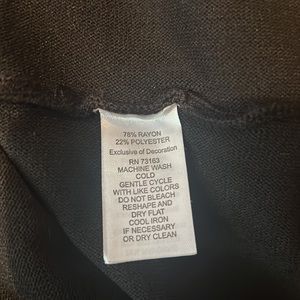 78% RAYON
22% POLYESTER
Exclusive of Decoration
RN 73163
MACHINE WASH
COLD
GENTLE CYCLE
WITH LIKE COLORS
DO NOT BLEACH
RESHAPE AND
DRY FLAT
COOL IRON
IF NECESSARY
OR DRY CLEAN